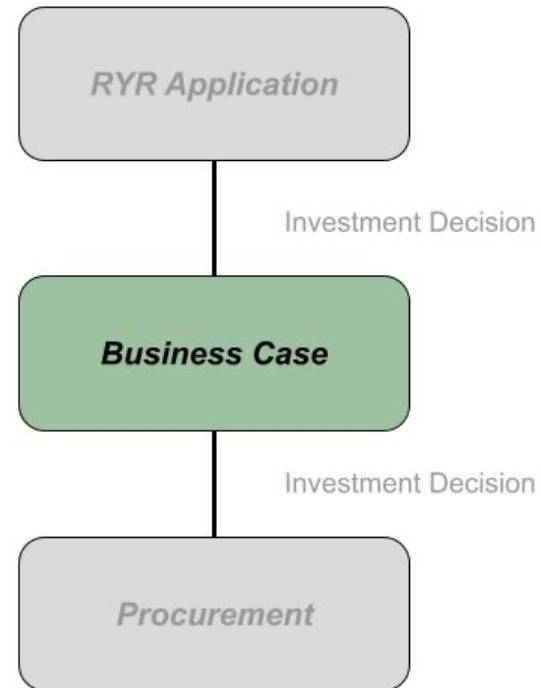 RYR Application
Investment Decision
Business Case
Investment Decision
Procurement